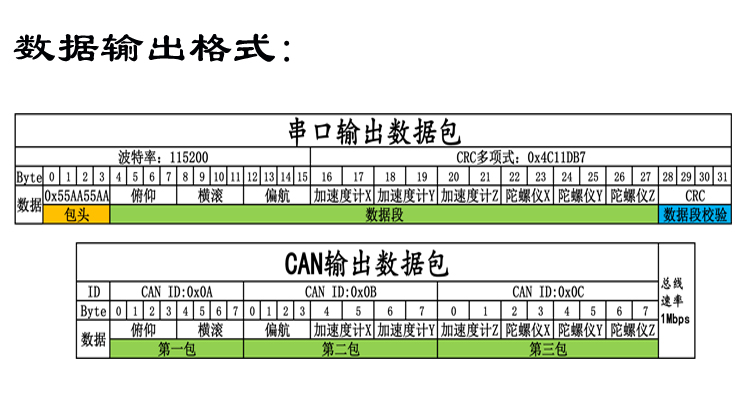 数据输出格式:
串口输出数据包
波特率: 115200 CRC多项式: 0x4C11DB7
Byte 0 1 2 3 4 5 6 7 8 9 10 11 12 13 14 15 16 17 18 19 20 21 22 23 24 25 26 27 28 29 30 31
数据 0x55AA55AA 俯仰 横滚 偏航 加速度计X 加速度计Y 加速度计Z 陀螺仪X 陀螺仪Y 陀螺仪Z CRC
包头 数据段 数据段校验
CAN输出数据包
ID CAN ID:0x0A CAN ID:0x0B CAN ID:0x0C
Byte 0 1 2 3 4 5 6 7 0 1 2 3 4 5 6 7 0 1 2 3 4 5 6 7
数据 俯仰 横滚 偏航 加速度计X 加速度计Y 加速度计Z 陀螺仪X 陀螺仪Y 陀螺仪Z
第一包 第二包 第三包
总线
速率
1Mbps